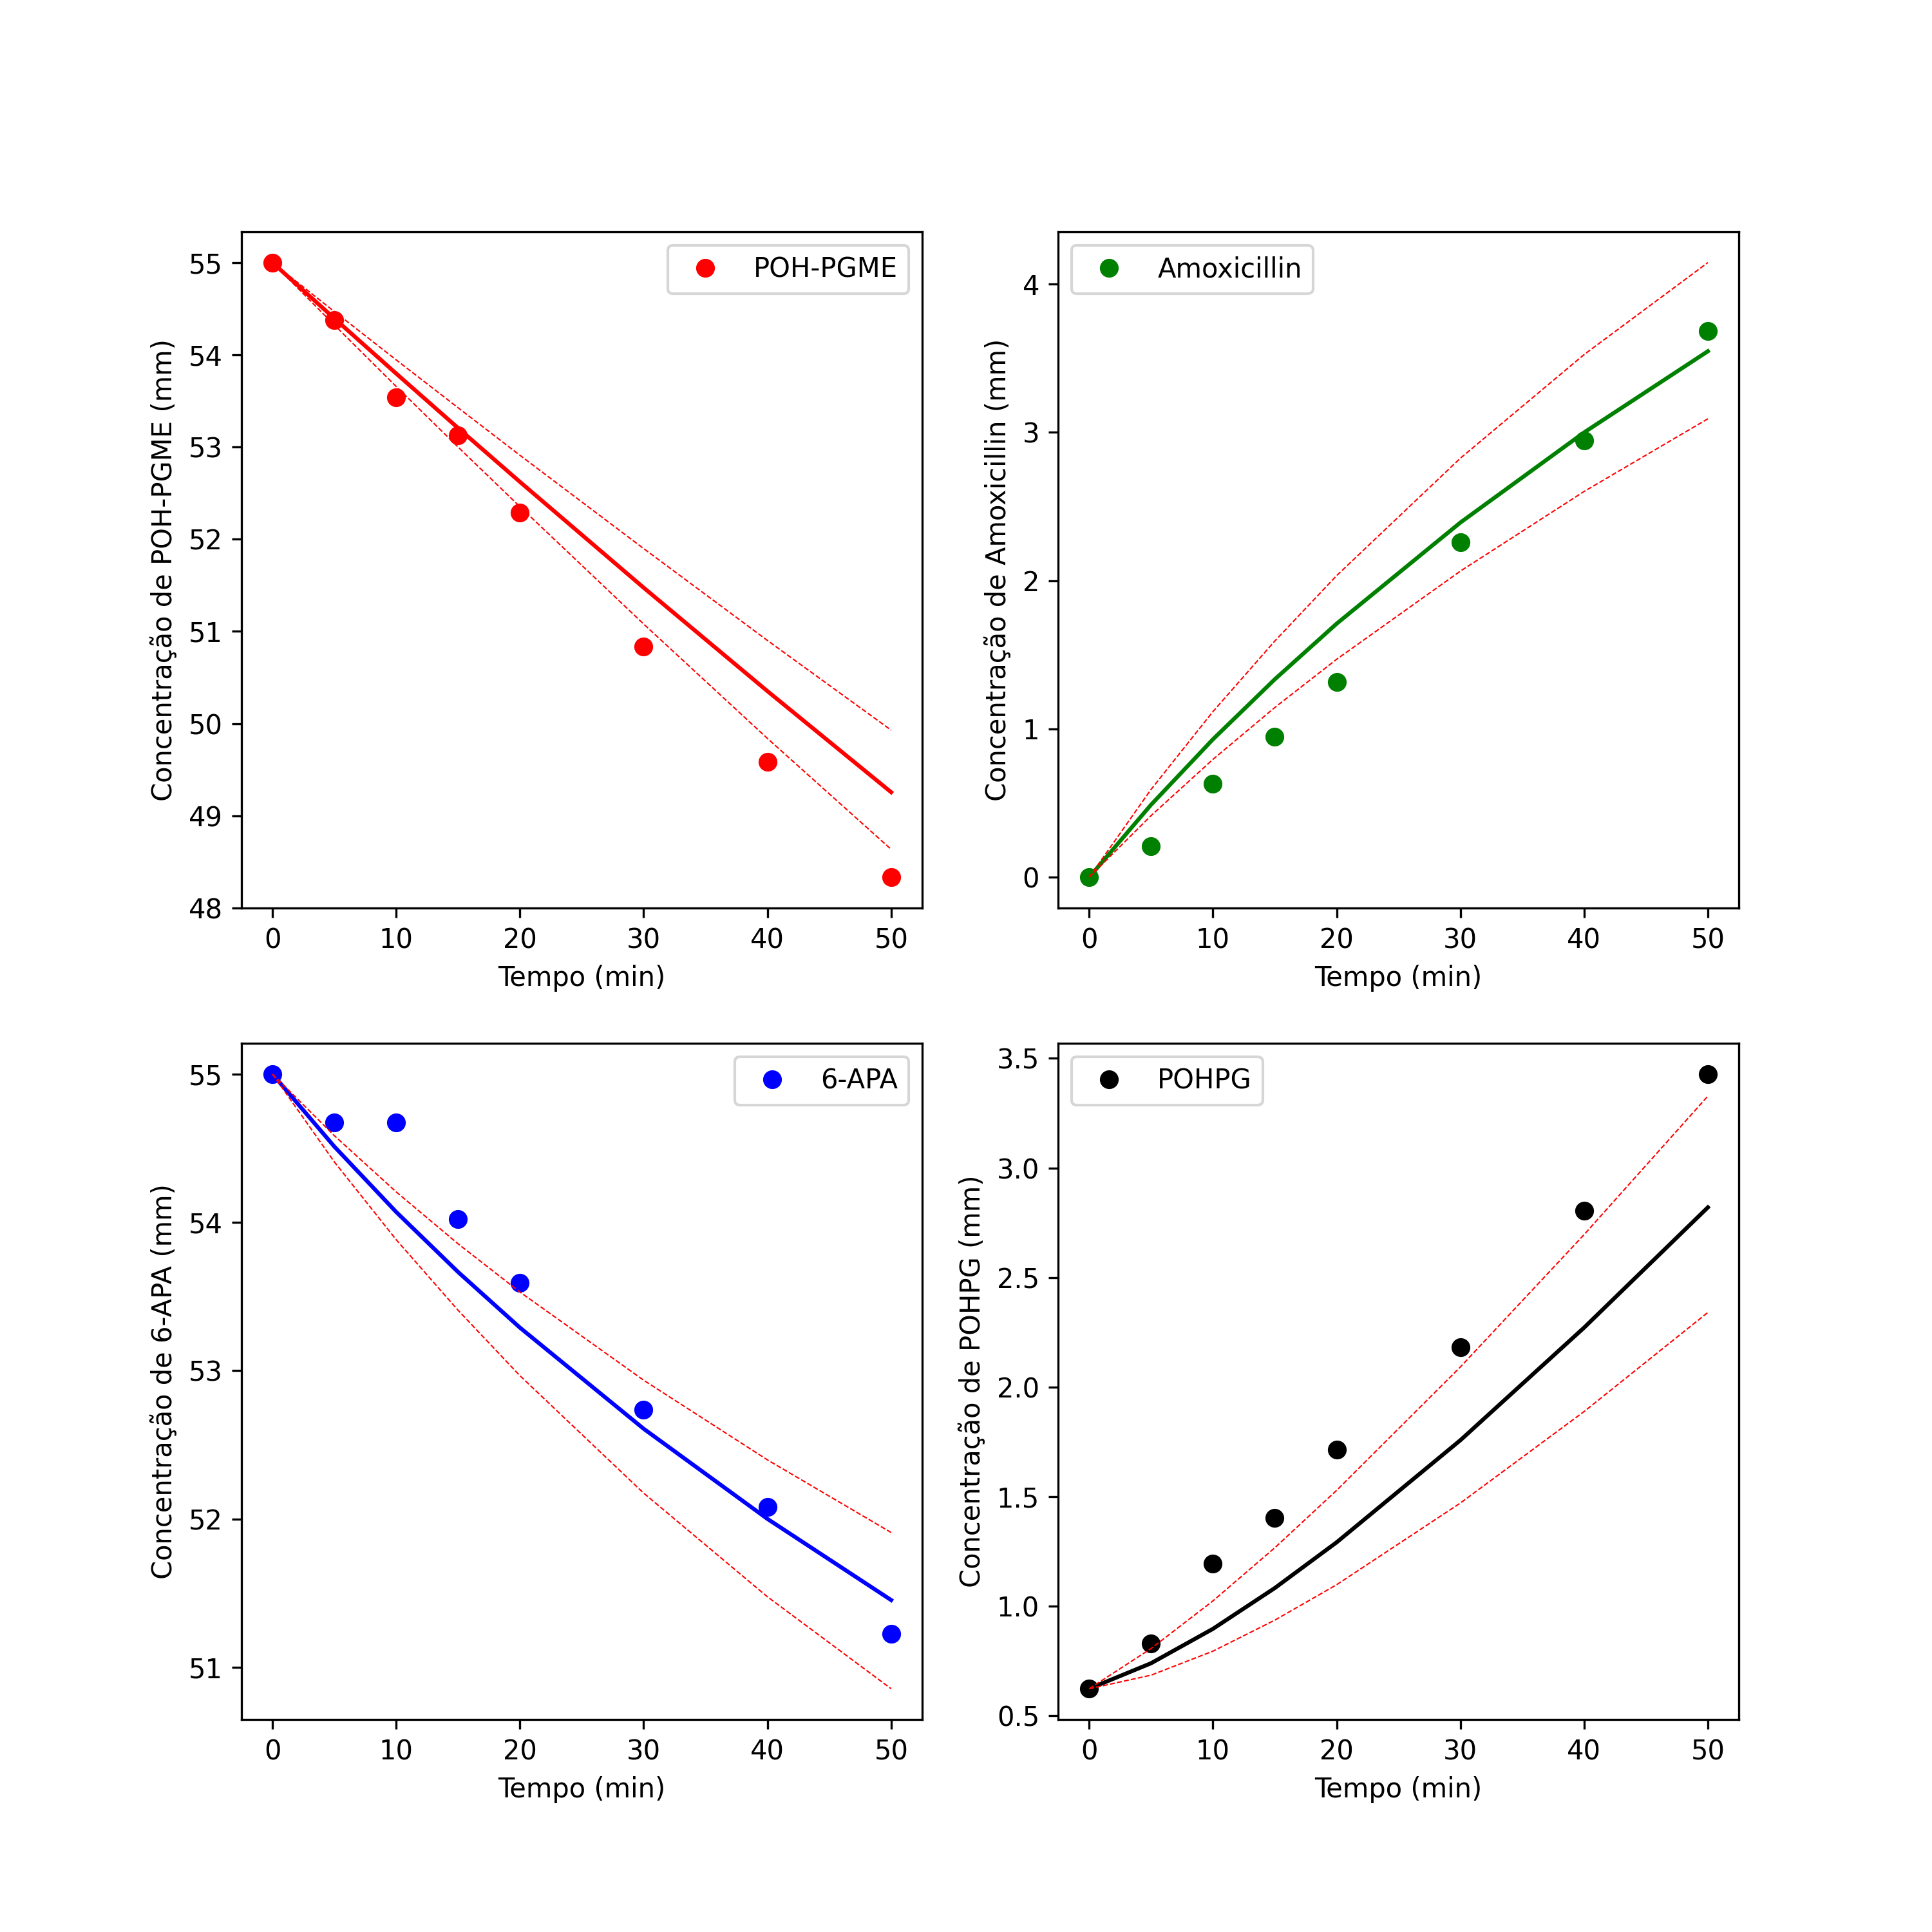 POH-PGME
Concentração de POH-PGME (mm)
55
54
53
52
51
50
49
48
0 10 20 30 40 50
Tempo (min)
Amoxicillin
Concentração de Amoxicillin (mm)
4
3
2
1
0
0 10 20 30 40 50
Tempo (min)
6-APA
Concentração de 6-APA (mm)
55
54
53
52
51
0 10 20 30 40 50
Tempo (min)
POHPG
Concentração de POHPG (mm)
3.5
3.0
2.5
2.0
1.5
1.0
0.5
0 10 20 30 40 50
Tempo (min)